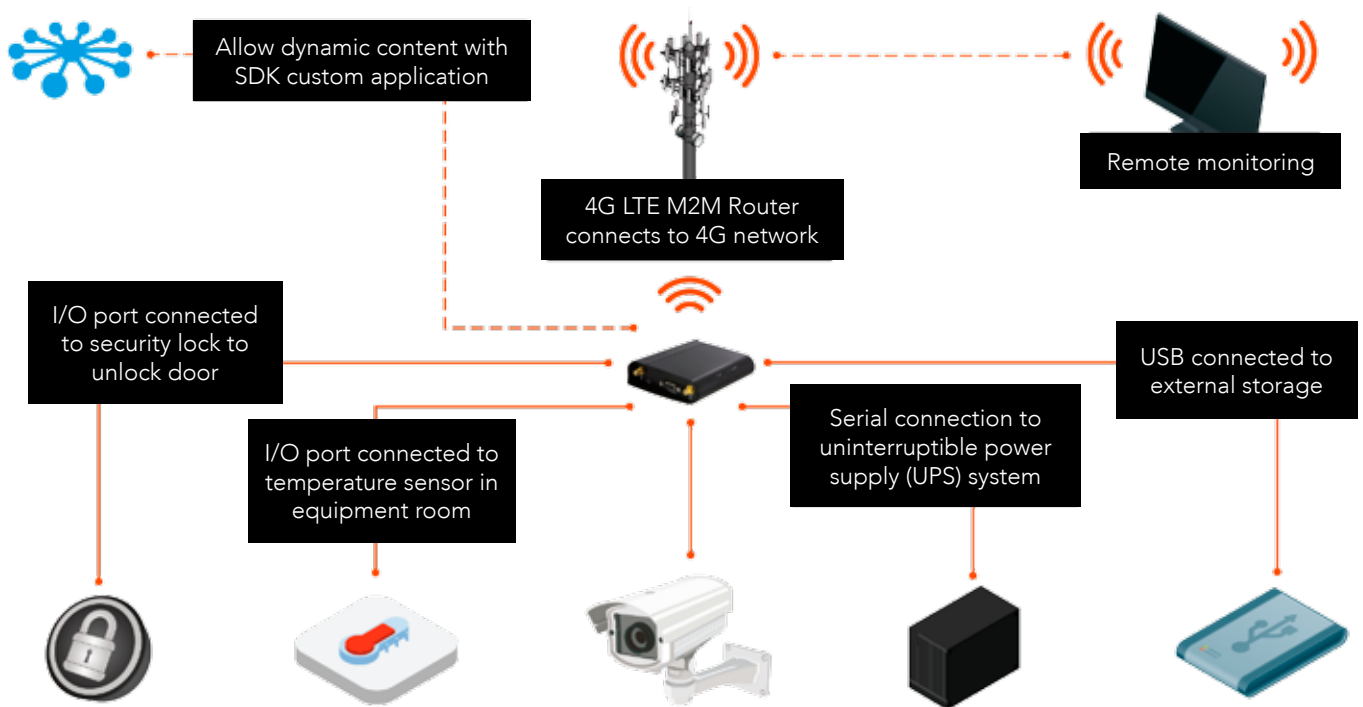 Allow dynamic content with
SDK custom application
Remote monitoring
4G LTE M2M Router
connects to 4G network
I/O port connected
to security lock to
unlock door
USB connected to
external storage
I/O port connected to
temperature sensor in
equipment room
Serial connection to
uninterruptible power
supply (UPS) system